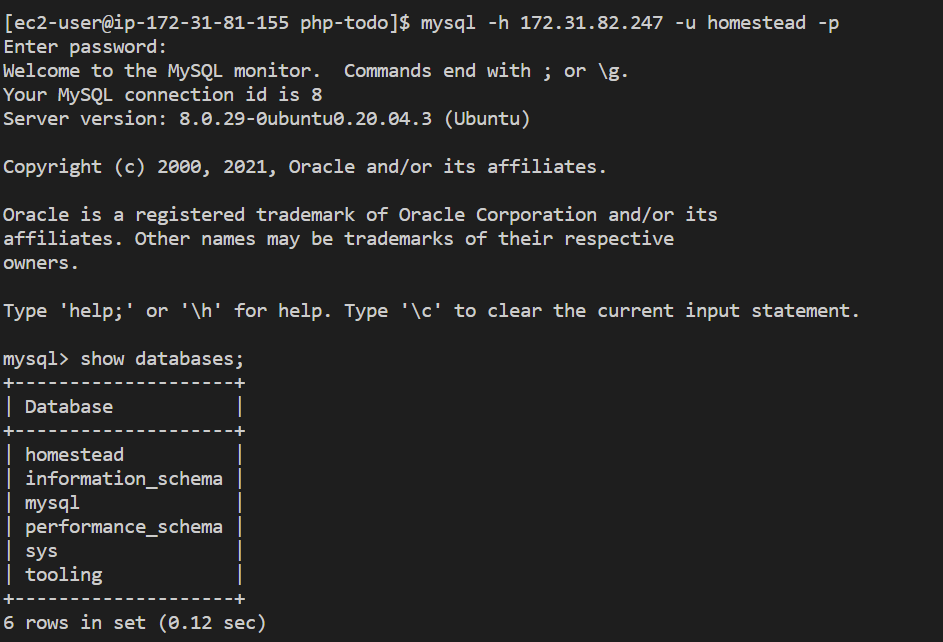 [ec2-user@ip-172-31-81-155 php-todo]$ mysql -h 172.31.82.247 -u homestead -p
Enter password:
Welcome to the MySQL monitor.  Commands end with ; or \g.
Your MySQL connection id is 8
Server version: 8.0.29-0ubuntu0.20.04.3 (Ubuntu)

Copyright (c) 2000, 2021, Oracle and/or its affiliates.

Oracle is a registered trademark of Oracle Corporation and/or its
affiliates. Other names may be trademarks of their respective
owners.

Type 'help;' or '\h' for help. Type '\c' to clear the current input statement.

mysql> show databases;
+--------------------+
| Database           |
+--------------------+
| homestead          |
| information_schema |
| mysql              |
| performance_schema |
| sys                |
| tooling            |
+--------------------+
6 rows in set (0.12 sec)